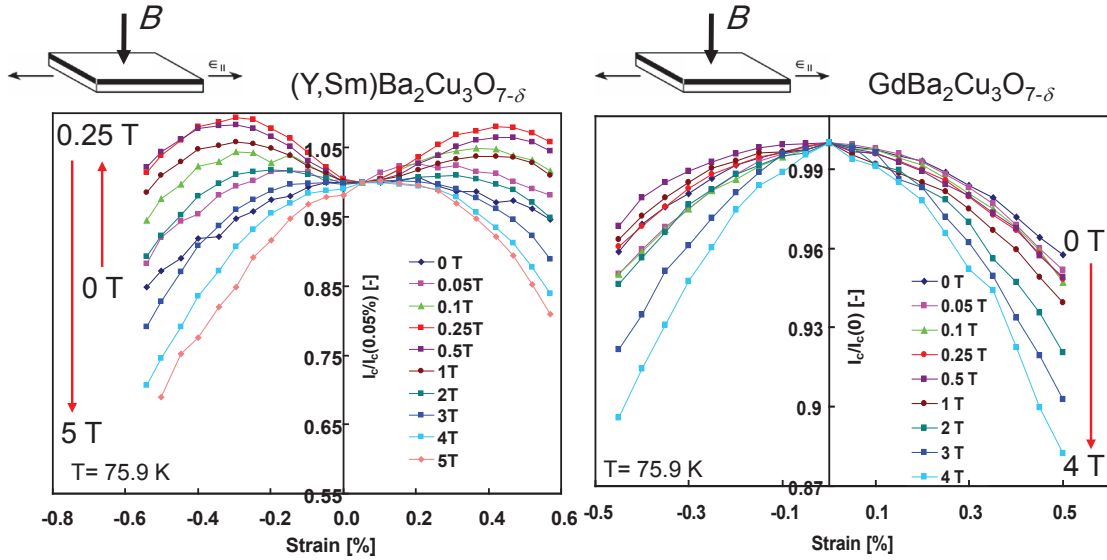 B
ϵ||
(Y,Sm)Ba2Cu3O7-δ
0.25 T
0 T
5 T
T= 75.9 K
1.05
0.95
0.85
0.75
0.65
0.55
Ic/Ic(0.05%) [-]
0 T
0.05T
0.1T
0.25T
0.5T
1T
2T
3T
4T
5T
-0.8 -0.6 -0.4 -0.2 0.0 0.2 0.4 0.6
Strain [%]
B
ϵ||
GdBa2Cu3O7-δ
0 T
4 T
T= 75.9 K
0.99
0.96
0.93
0.9
0.87
Ic/Ic(0) [-]
0 T
0.05 T
0.1 T
0.25 T
0.5 T
1 T
2 T
3 T
4 T
-0.5 -0.3 -0.1 0.1 0.3 0.5
Strain [%]